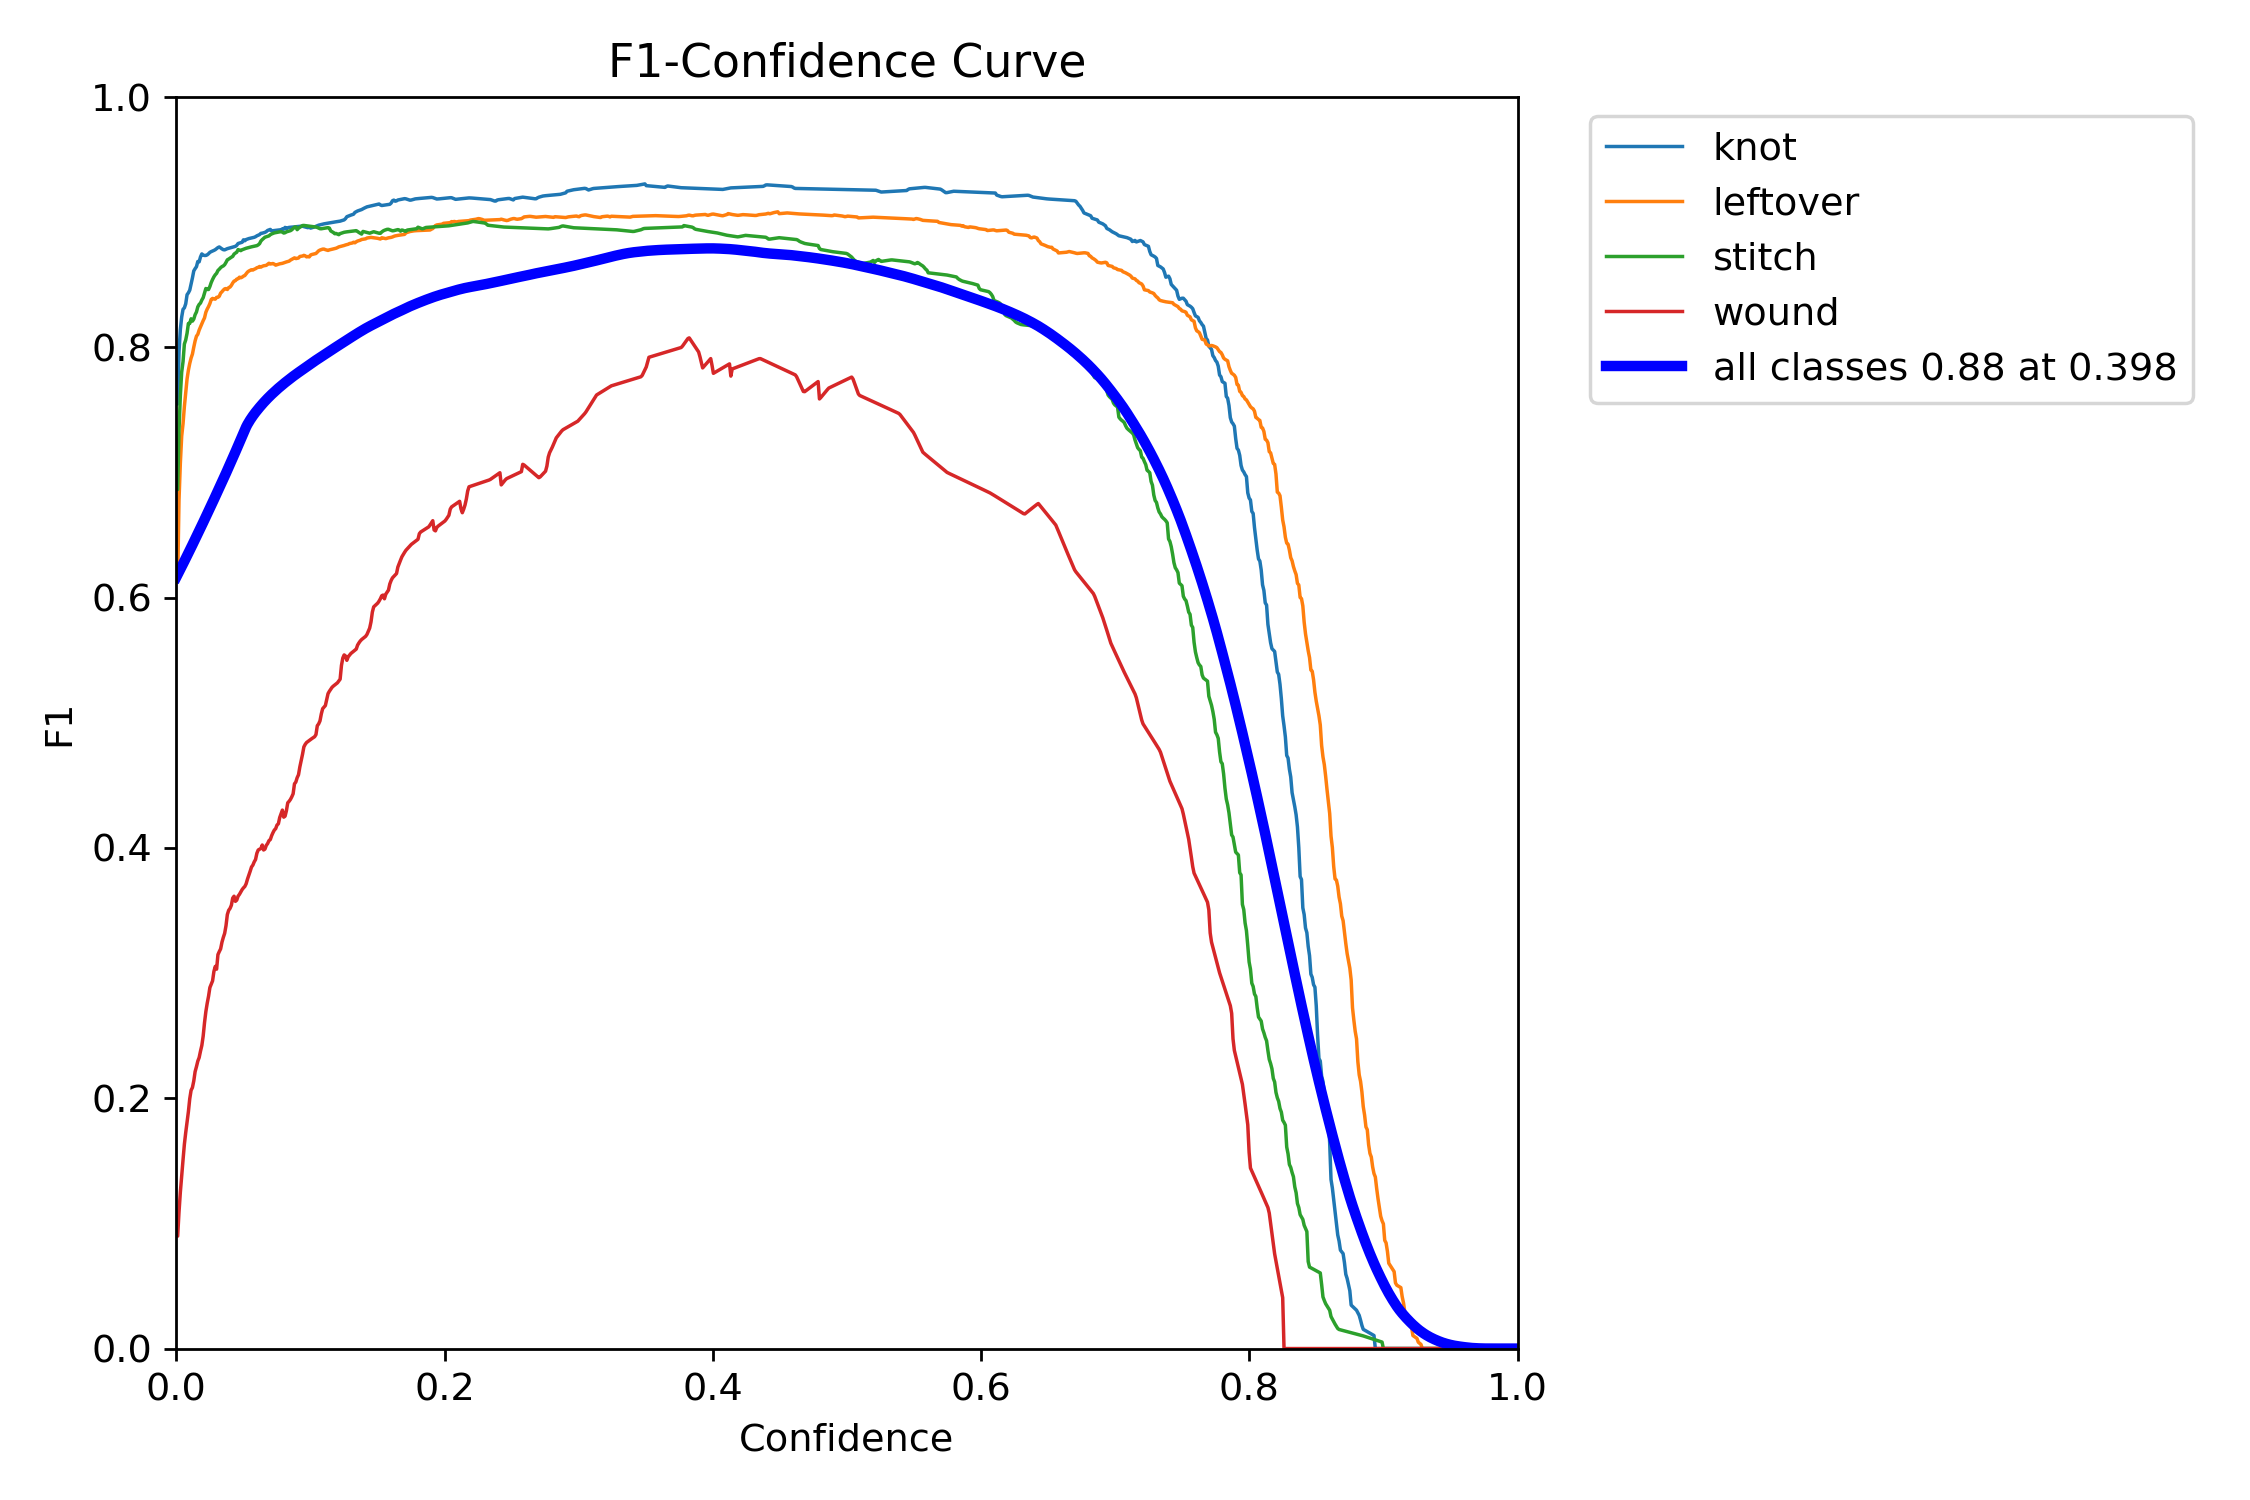 F1-Confidence Curve
1.0
0.8
0.6
0.4
0.2
0.0
F1
0.0 0.2 0.4 0.6 0.8 1.0
Confidence
knot
leftover
stitch
wound
all classes 0.88 at 0.398